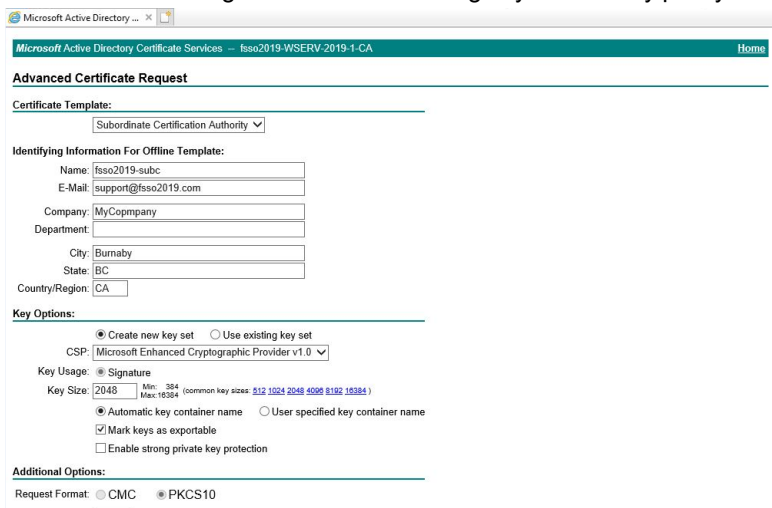 Microsoft Active Directory ...
Microsoft Active Directory Certificate Services -- fsso2019-WSERV-2019-1-CA Home
Advanced Certificate Request
Certificate Template:
Subordinate Certification Authority
Identifying Information For Offline Template:
Name: fsso2019-subc
E-Mail: support@fsso2019.com
Company: MyCopmpany
Department:
City: Burnaby
State: BC
Country/Region: CA
Key Options:
Create new key set Use existing key set
CSP: Microsoft Enhanced Cryptographic Provider v1.0
Key Usage: Signature
Key Size: 2048 Min: 384 Max:16384 (common key sizes: 512 1024 2048 4096 8192 16384 )
Automatic key container name User specified key container name
Mark keys as exportable
Enable strong private key protection
Additional Options:
Request Format: CMC PKCS10